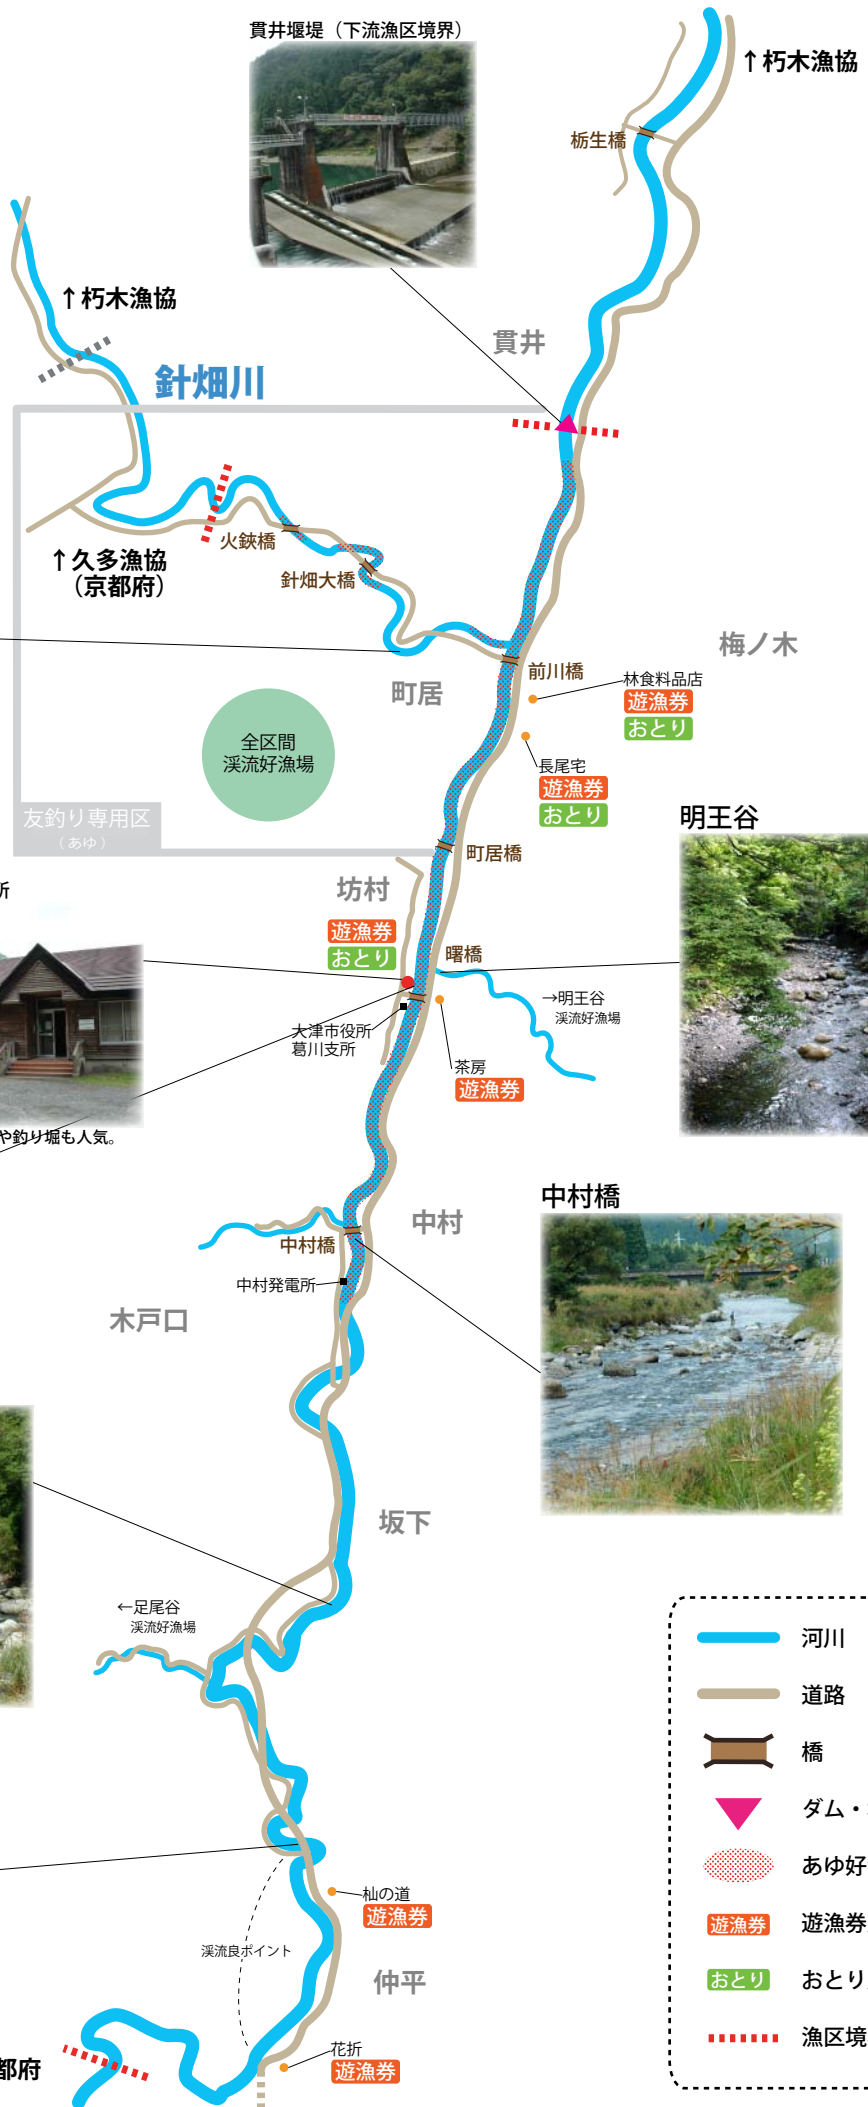 貫井堰堤（下流漁区境界）
↑朽木漁協
栃生橋
↑朽木漁協
貫井
針畑川
火鋏橋
↑久多漁協
（京都府）
針畑大橋
梅ノ木
前川橋
町居
林食料品店
遊漁券
おとり
全区間
渓流好漁場
長尾宅
遊漁券
おとり
友釣り専用区
（あゆ）
町居橋
明王谷
所
坊村
遊漁券
おとり
曙橋
→明王谷
渓流好漁場
大津市役所
葛川支所
茶房
遊漁券
や釣り堀も人気。
中村橋
中村
中村橋
中村発電所
木戸口
坂下
←足尾谷
渓流好漁場
河川
道路
橋
ダム・
あゆ好
遊漁券
遊漁券
おとり
おとり
漁区境
杣の道
遊漁券
渓流良ポイント
仲平
花折
遊漁券
都府